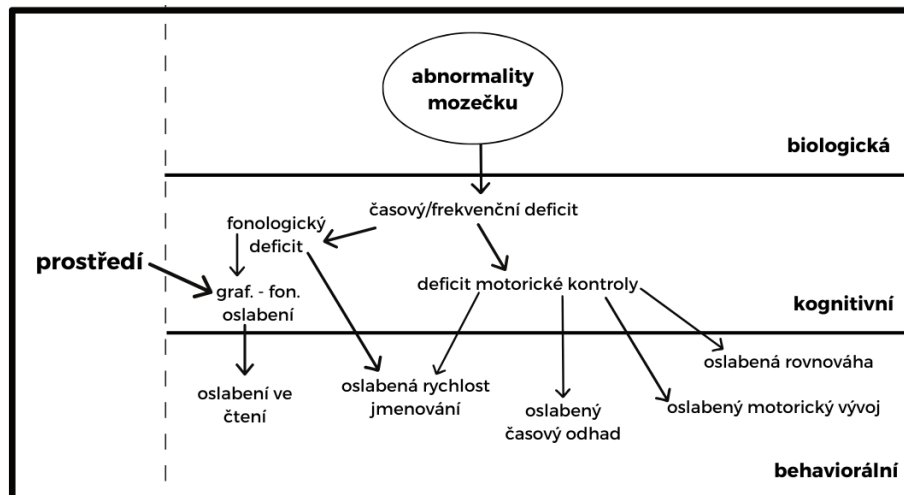 abnormality
mozečku
biologická
časový/frekvenční deficit
fonologický
deficit
prostředí
deficit motorické kontroly
graf. - fon.
oslabení
kognitivní
oslabená rovnováha
oslabení ve
čtení
oslabená rychlost
jmenování
oslabený
časový odhad
oslabený motorický vývoj
behaviorální